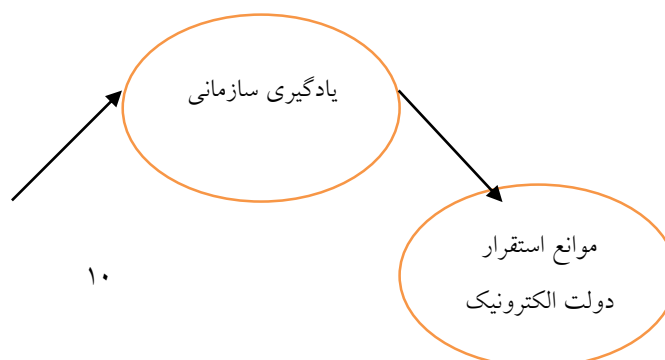 یادگیری سازمانی
موانع استقرار
دولت الکترونیک
۱۰